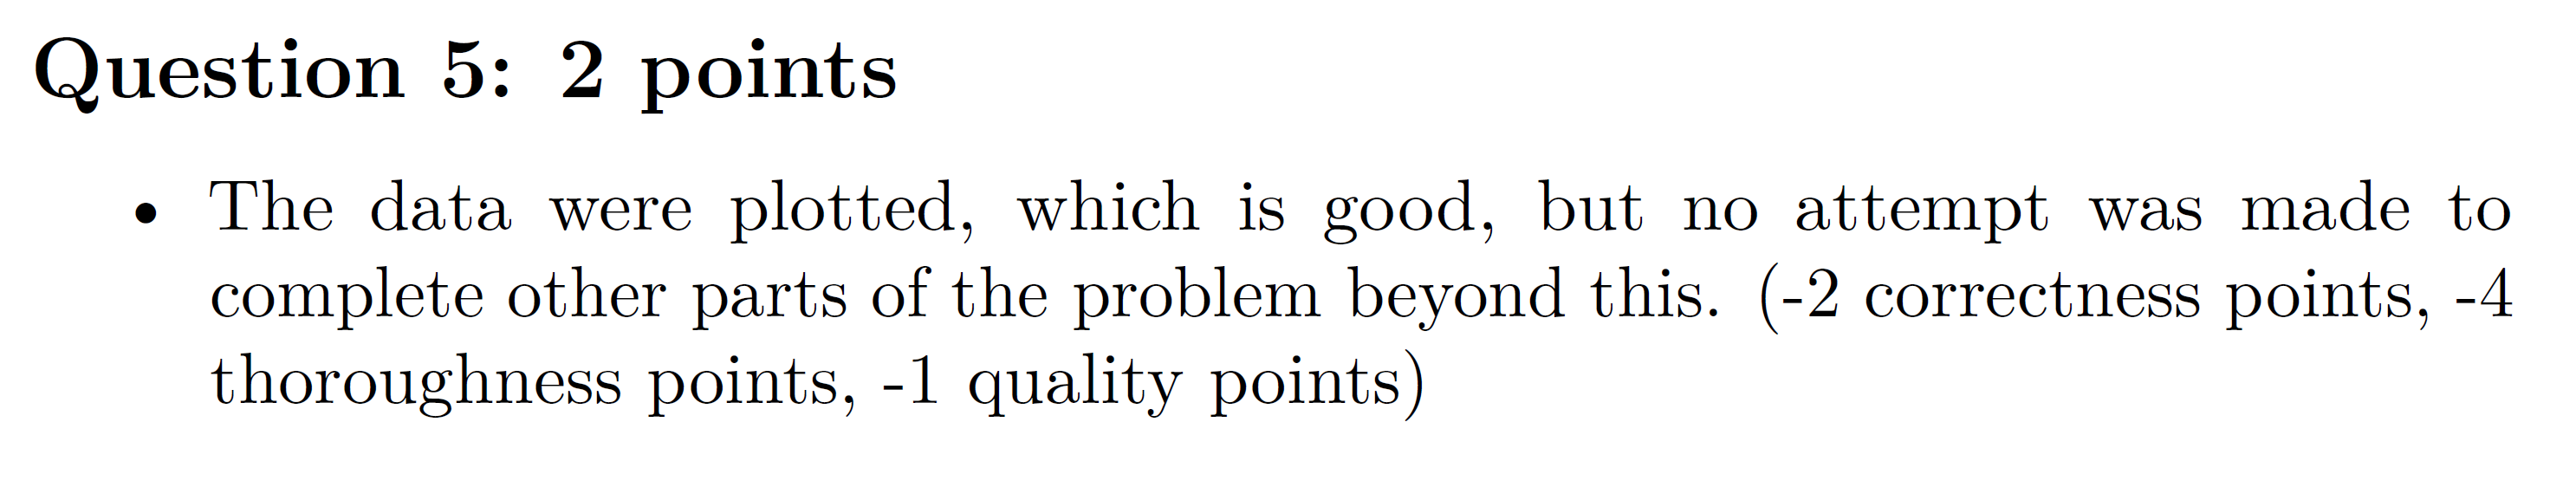 Question 5: 2 points
• The data were plotted, which is good, but no attempt was made to
complete other parts of the problem beyond this. (-2 correctness points, -4
thoroughness points, -1 quality points)